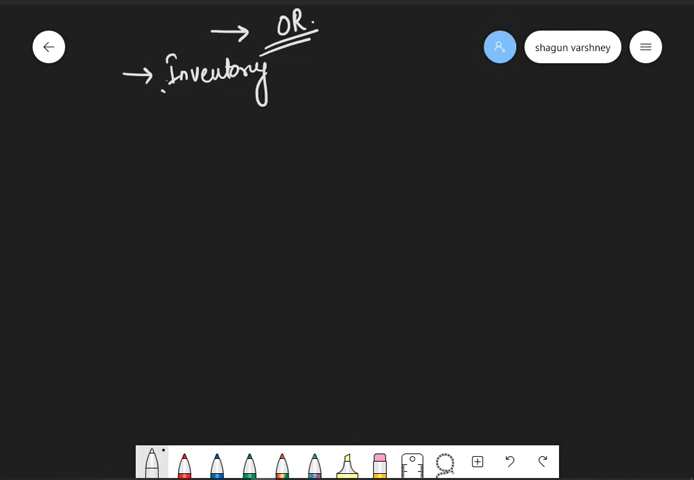 → OR.
→ Inventory
shagun varshney